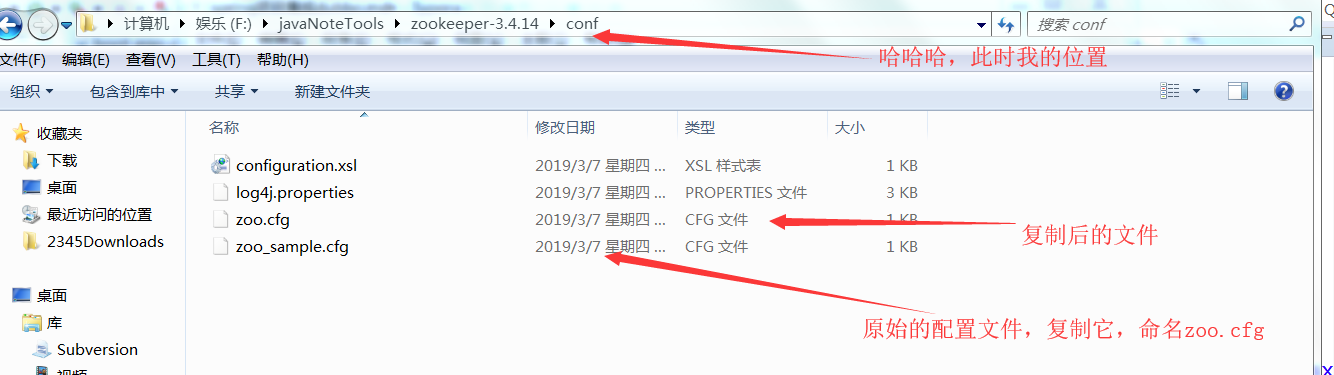 计算机 娱乐 (F:) javaNoteTools zookeeper-3.4.14 conf
搜索 conf
哈哈哈，此时我的位置
文件(F) 编辑(E) 查看(V) 工具(T) 帮助(H)
组织 包含到库中 共享 新建文件夹
收藏夹
下载
桌面
最近访问的位置
2345Downloads
桌面
库
Subversion
视频
名称 修改日期 类型 大小
configuration.xsl 2019/3/7 星期四 ... XSL 样式表 1 KB
log4j.properties 2019/3/7 星期四 ... PROPERTIES 文件 3 KB
zoo.cfg 2019/3/7 星期四 ... CFG 文件 1 KB
zoo_sample.cfg 2019/3/7 星期四 ... CFG 文件 1 KB
复制后的文件
原始的配置文件，复制它，命名zoo.cfg